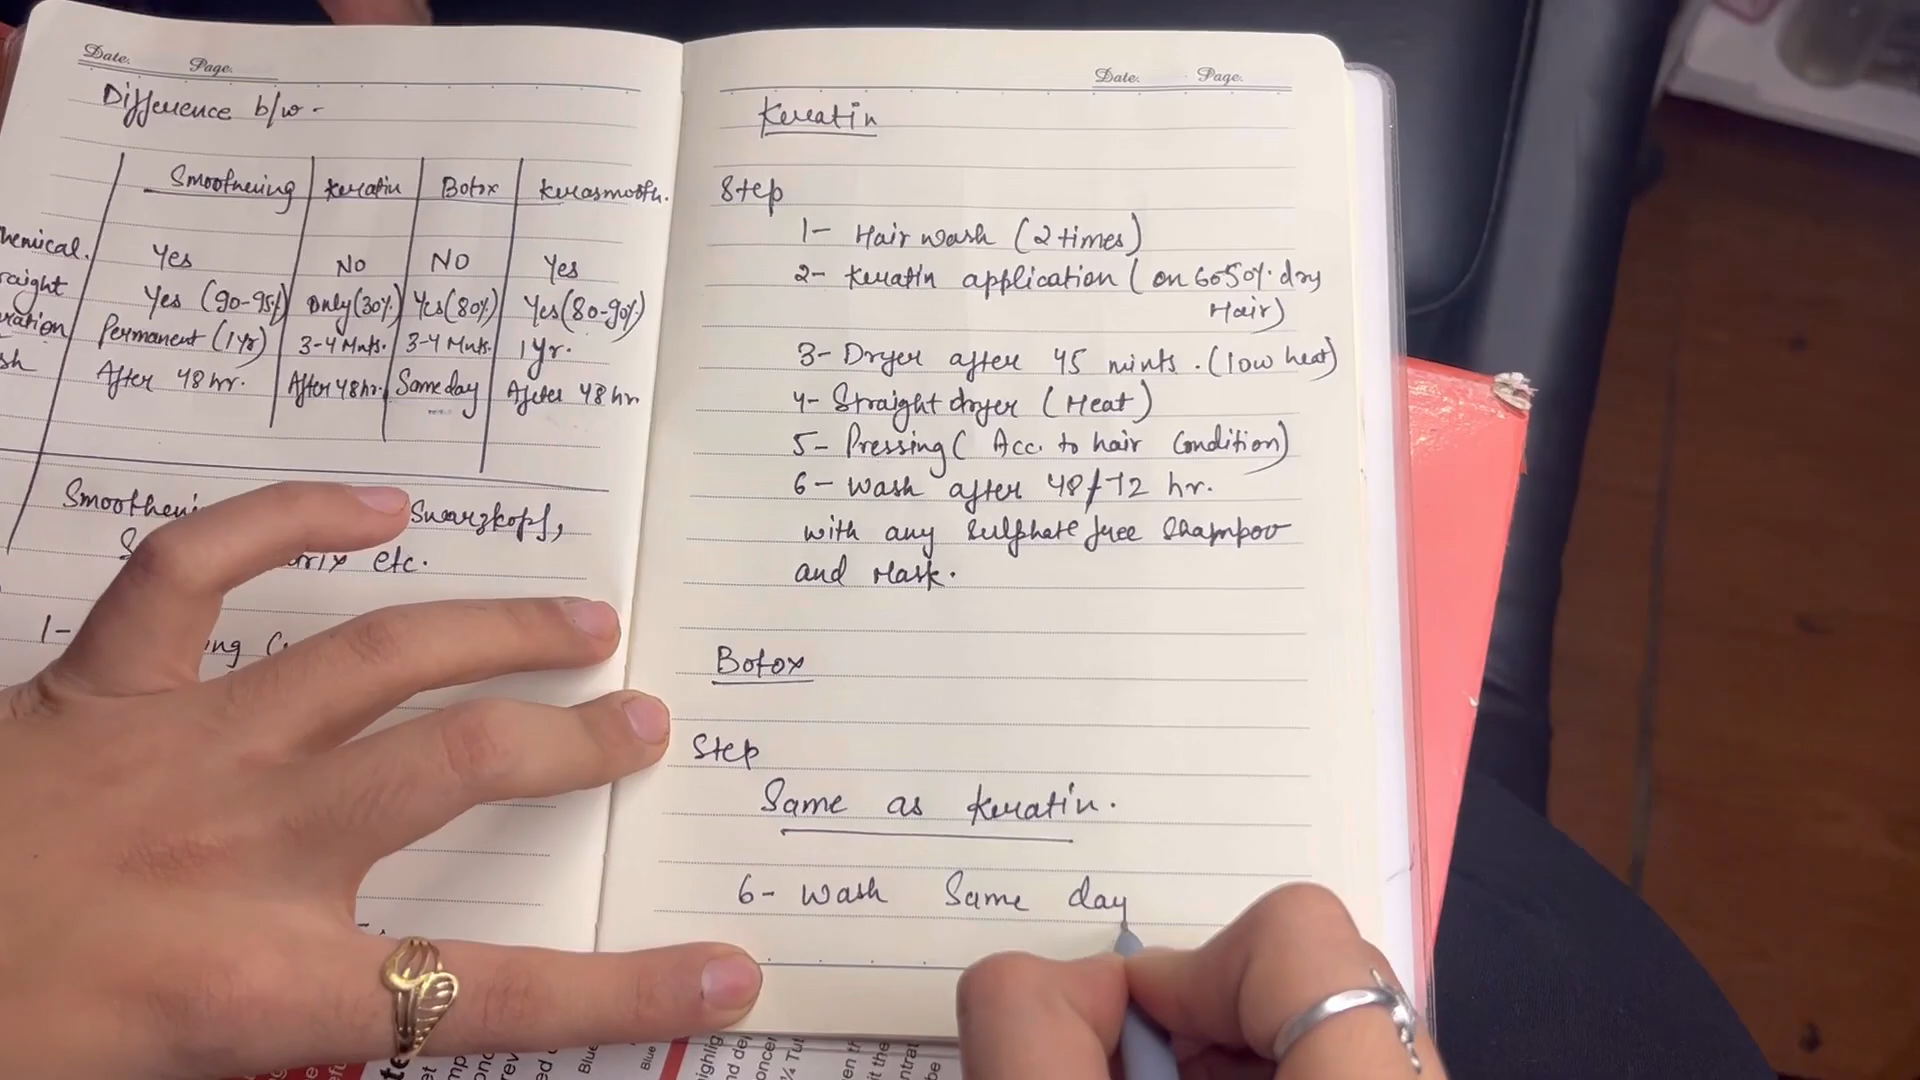 Date. Page.
Difference b/w -
Smoothening Keratin Botox Kerasmooth.
Yes NO NO Yes
Yes (90-95%) Only (30%) Yes (80%) Yes (80-90%)
Permanent (1Yr) 3-4 Mnts. 3-4 Mnts. 1Yr.
After 48 hr. After 48hr. Same day After 48 hr
Swarzkopf,
etc.
1-
Date. Page.
Keratin
Step
1- Hair wash (2 times)
2- Keratin application (on 60 50%. dry
Hair)
3- Dryer after 45 mints. (low heat)
4- Straight dryer (Heat)
5- Pressing (Acc. to hair Condition)
6- Wash after 48/72 hr.
with any Sulphate free Shampoo
and Mask.
Botox
Step
Same as Keratin.
6- Wash Same day